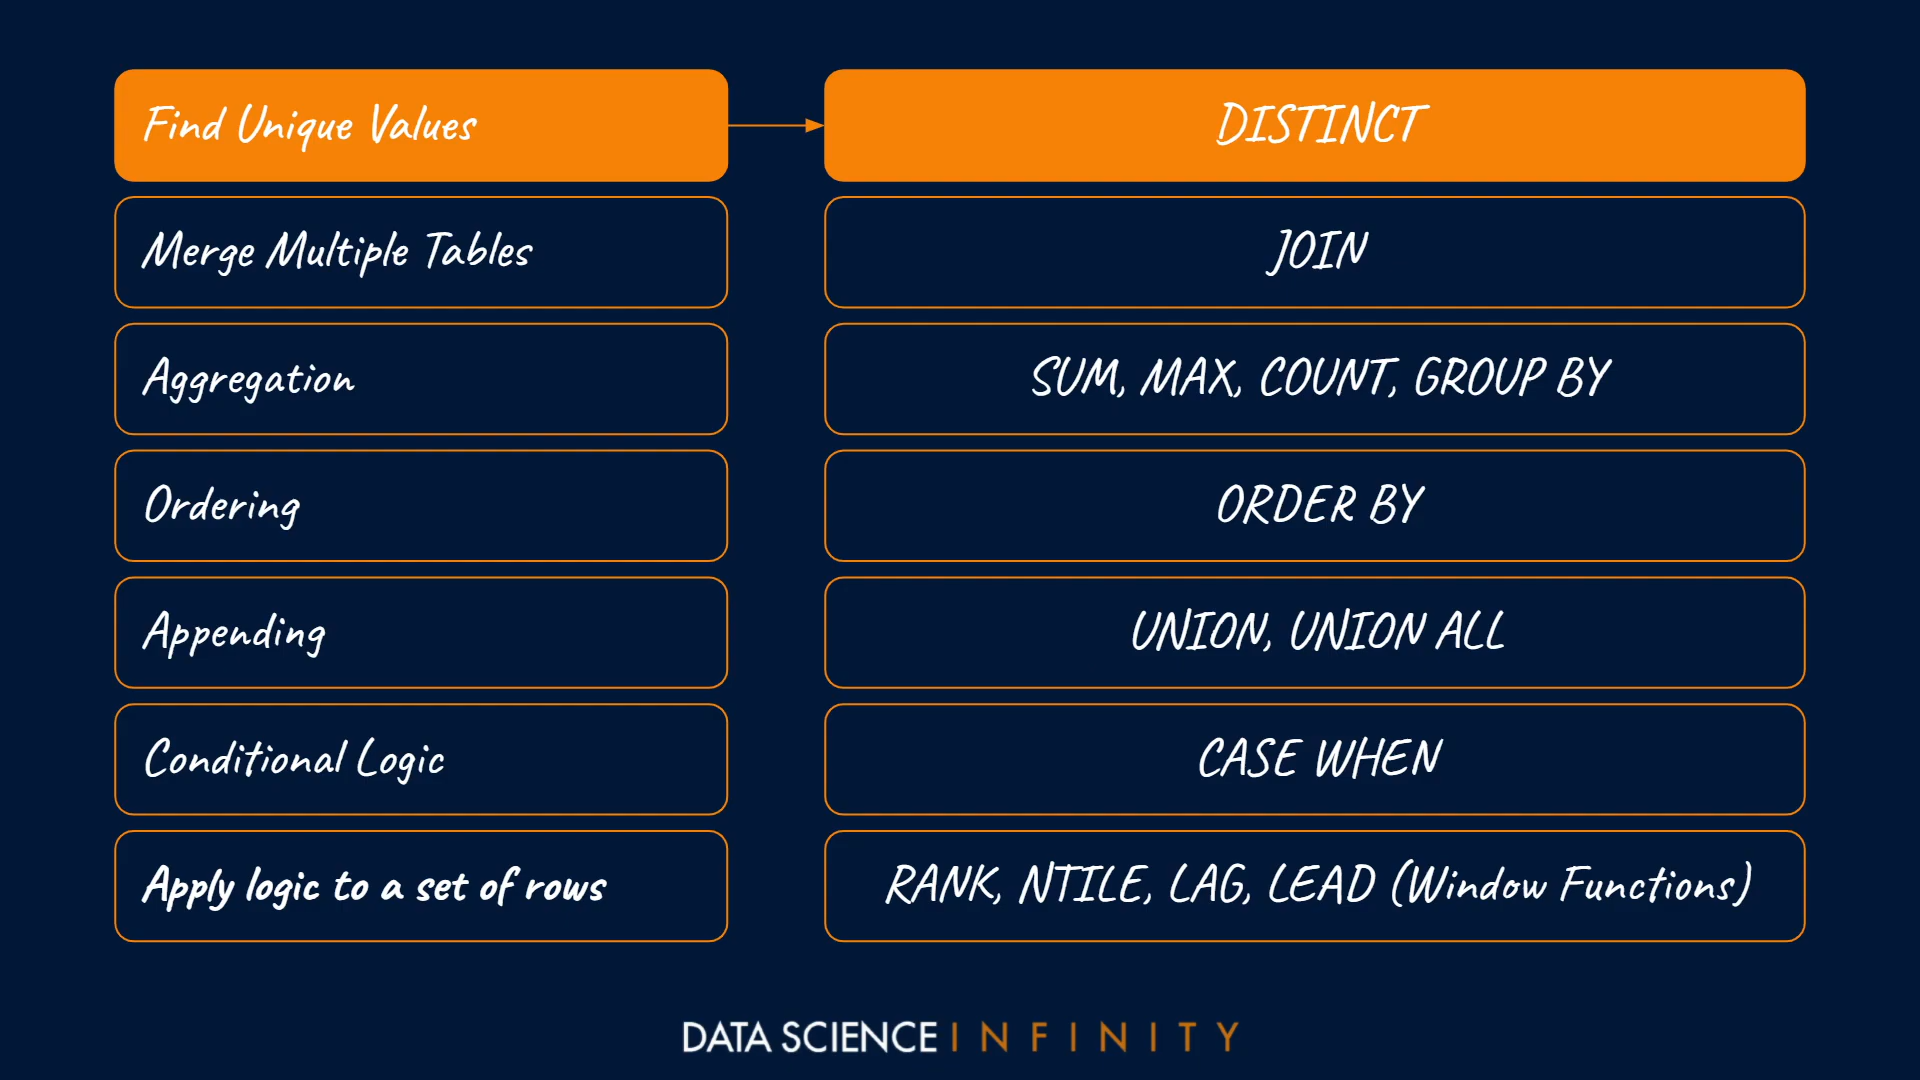 Find Unique Values
DISTINCT
Merge Multiple Tables
JOIN
Aggregation
SUM, MAX, COUNT, GROUP BY
Ordering
ORDER BY
Appending
UNION, UNION ALL
Conditional Logic
CASE WHEN
Apply logic to a set of rows
RANK, NTILE, LAG, LEAD (Window Functions)
DATA SCIENCE INFINITY